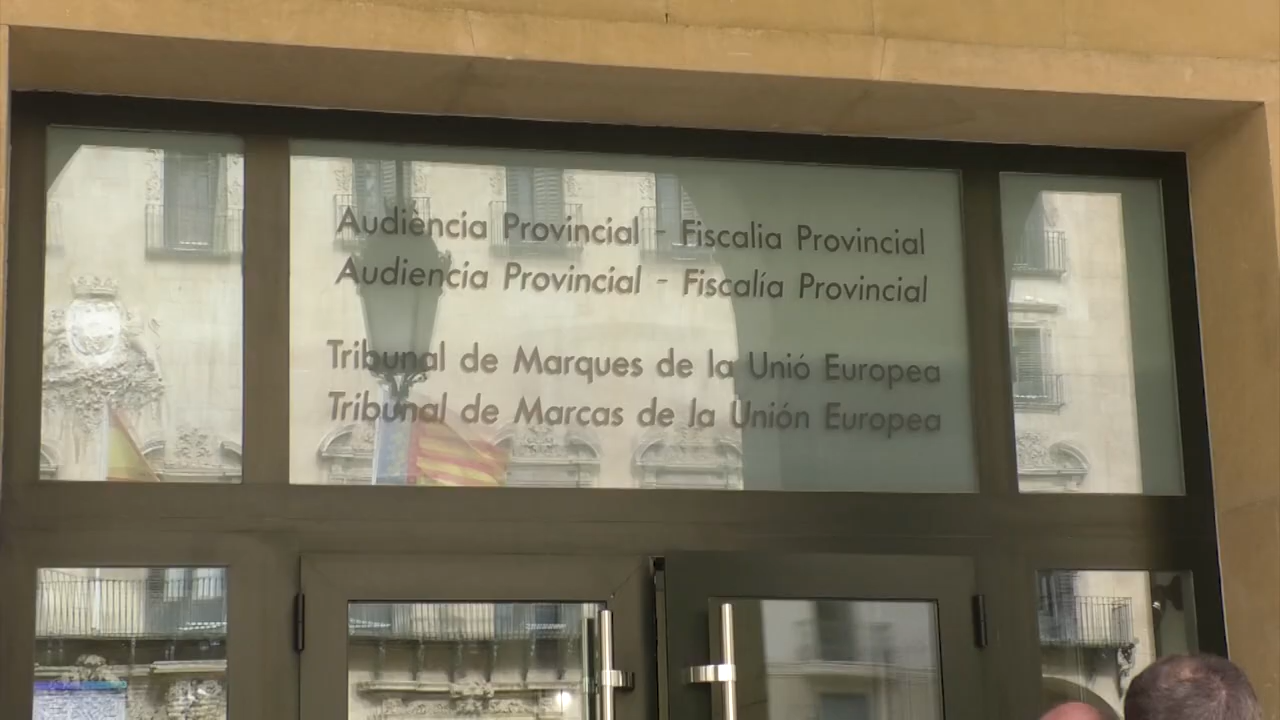 Audiència Provincial - Fiscalia Provincial
Audiencia Provincial - Fiscalía Provincial
Tribunal de Marques de la Unió Europea
Tribunal de Marcas de la Unión Europea